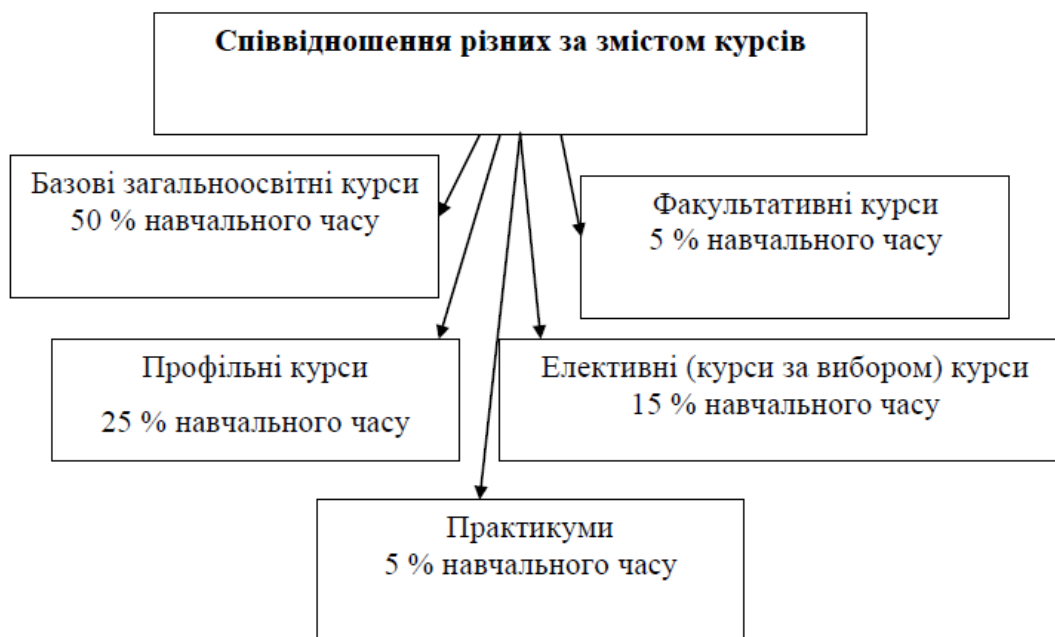 Співвідношення різних за змістом курсів
Базові загальноосвітні курси
50 % навчального часу
Факультативні курси
5 % навчального часу
Профільні курси
25 % навчального часу
Елективні (курси за вибором) курси
15 % навчального часу
Практикуми
5 % навчального часу